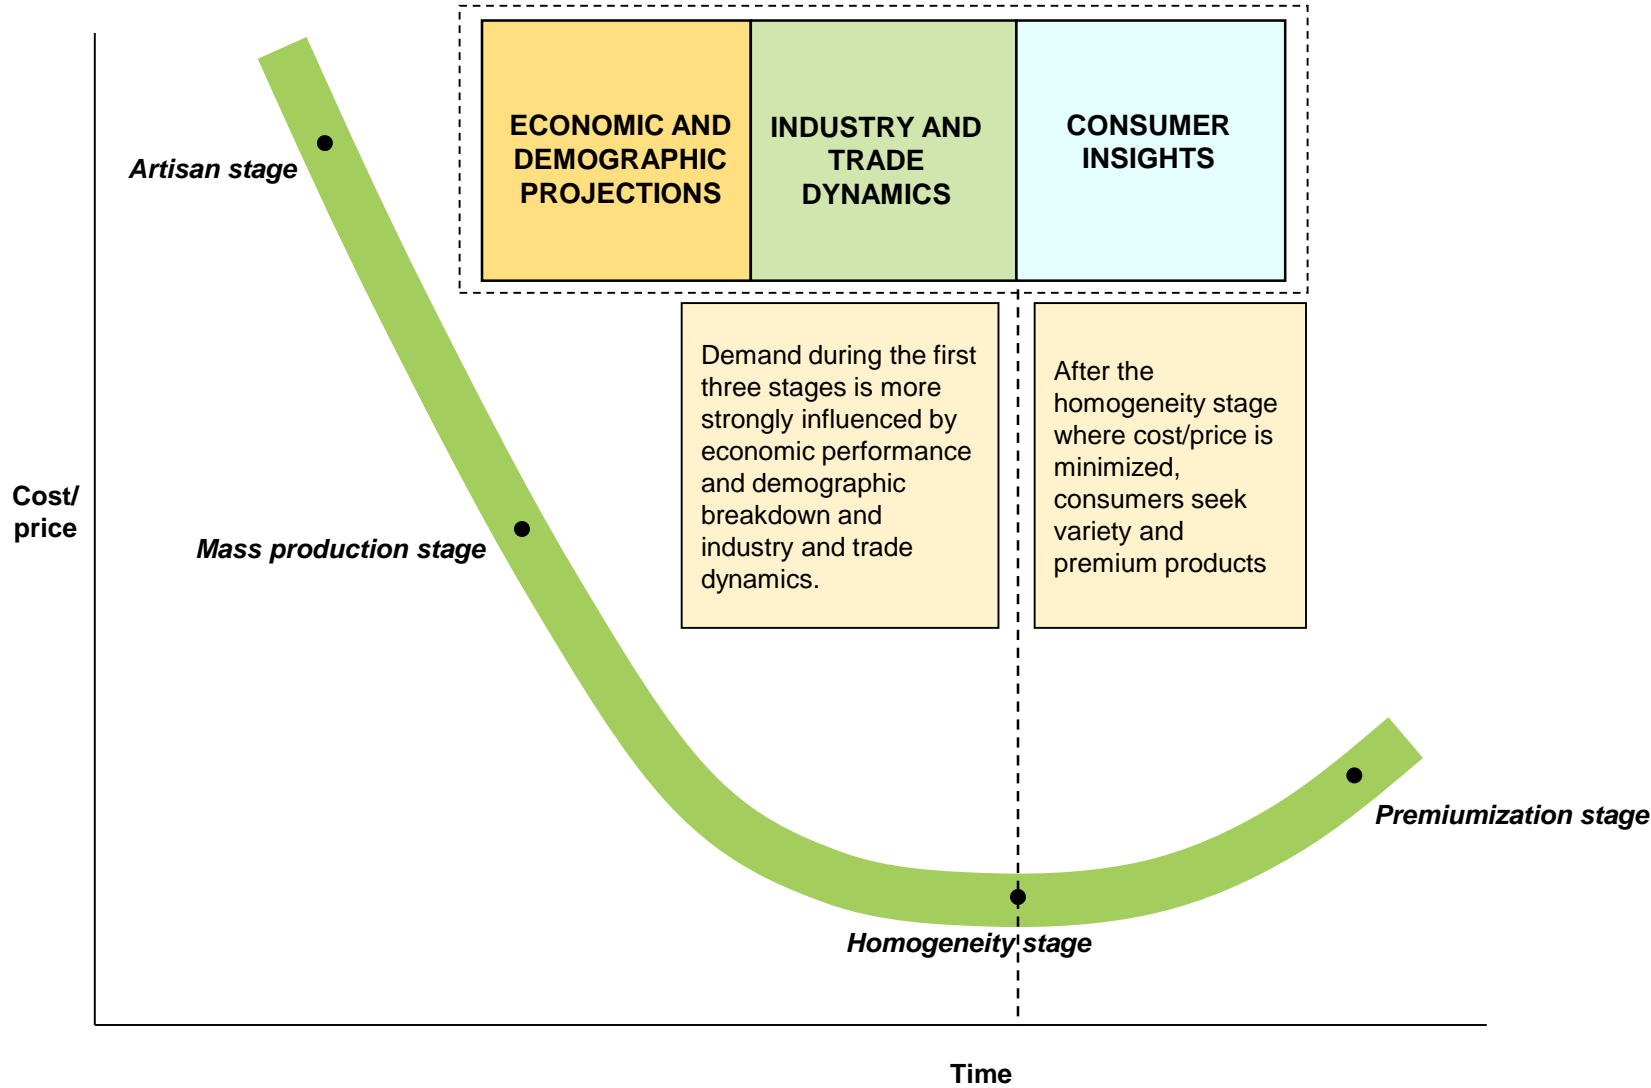 ECONOMIC AND
DEMOGRAPHIC
PROJECTIONS
INDUSTRY AND
TRADE
DYNAMICS
CONSUMER
INSIGHTS
Artisan stage
Demand during the first
three stages is more
strongly influenced by
economic performance
and demographic
breakdown and
industry and trade
dynamics.
After the
homogeneity stage
where cost/price is
minimized,
consumers seek
variety and
premium products
Cost/
price
Mass production stage
Premiumization stage
Homogeneity stage
Time